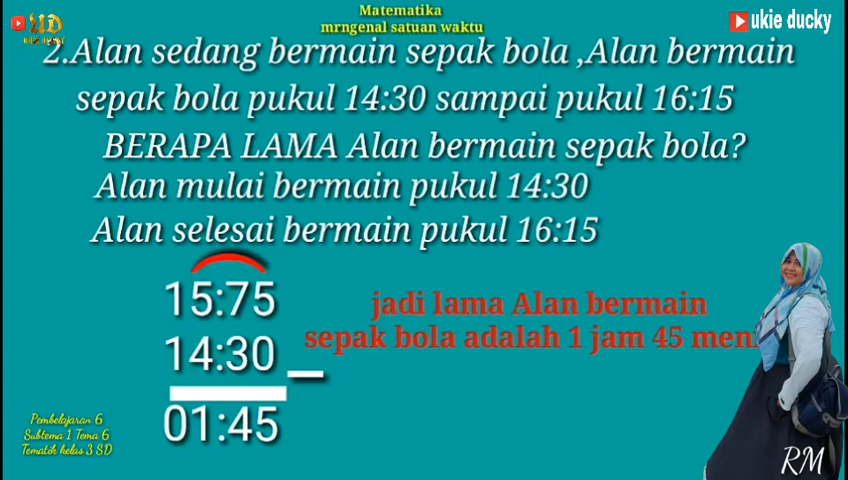 Matematika
mrngenal satuan waktu
UD
ukie ducky
2.Alan sedang bermain sepak bola ,Alan bermain
sepak bola pukul 14:30 sampai pukul 16:15
BERAPA LAMA Alan bermain sepak bola?
Alan mulai bermain pukul 14:30
Alan selesai bermain pukul 16:15
15:75
14:30
01:45
jadi lama Alan bermain
sepak bola adalah 1 jam 45 meni
Pembelajaran 6
Subtema 1 Tema 6
Tematik kelas 3 SD
RM